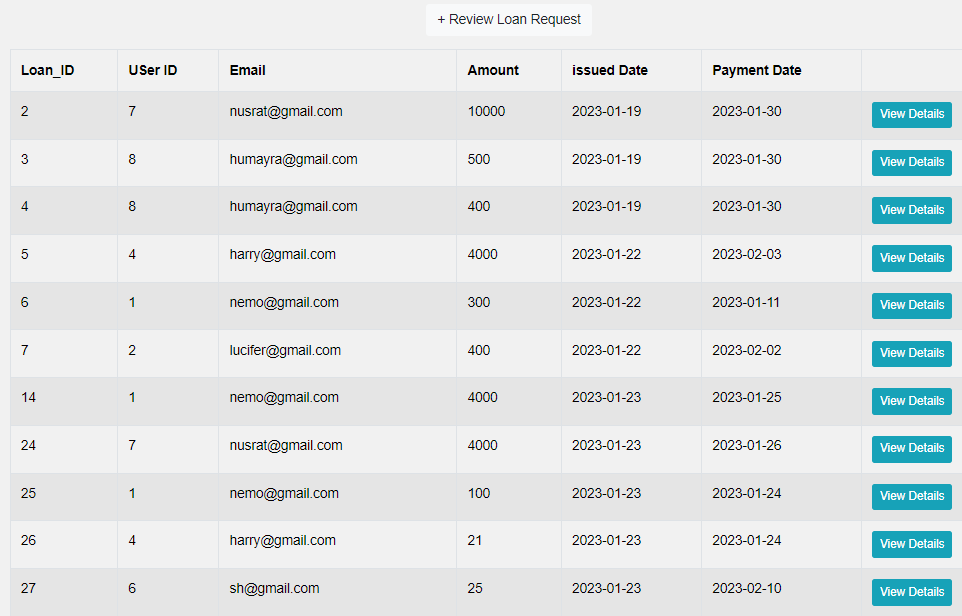 + Review Loan Request
Loan_ID USer ID Email Amount issued Date Payment Date
2 7 nusrat@gmail.com 10000 2023-01-19 2023-01-30 View Details
3 8 humayra@gmail.com 500 2023-01-19 2023-01-30 View Details
4 8 humayra@gmail.com 400 2023-01-19 2023-01-30 View Details
5 4 harry@gmail.com 4000 2023-01-22 2023-02-03 View Details
6 1 nemo@gmail.com 300 2023-01-22 2023-01-11 View Details
7 2 lucifer@gmail.com 400 2023-01-22 2023-02-02 View Details
14 1 nemo@gmail.com 4000 2023-01-23 2023-01-25 View Details
24 7 nusrat@gmail.com 4000 2023-01-23 2023-01-26 View Details
25 1 nemo@gmail.com 100 2023-01-23 2023-01-24 View Details
26 4 harry@gmail.com 21 2023-01-23 2023-01-24 View Details
27 6 sh@gmail.com 25 2023-01-23 2023-02-10 View Details